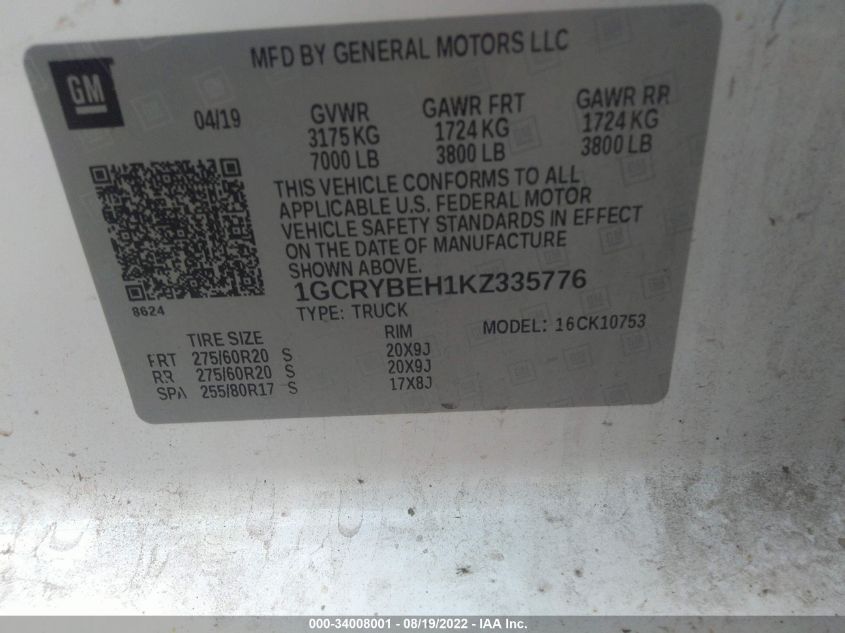 MFD BY GENERAL MOTORS LLC
GM
04/19
GVWR GAWR FRT GAWR RR
3175 KG 1724 KG 1724 KG
7000 LB 3800 LB 3800 LB
THIS VEHICLE CONFORMS TO ALL
APPLICABLE U.S. FEDERAL MOTOR
VEHICLE SAFETY STANDARDS IN EFFECT
ON THE DATE OF MANUFACTURE
SHOWN ABOVE.
1GCRYBEH1KZ335776
8624
TYPE: TRUCK
MODEL: 16CK10753
TIRE SIZE RIM
FRT 275/60R20 S 20X9J
RR 275/60R20 S 20X9J
SPA 255/80R17 S 17X8J
000-34008001 - 08/19/2022 - IAA Inc.